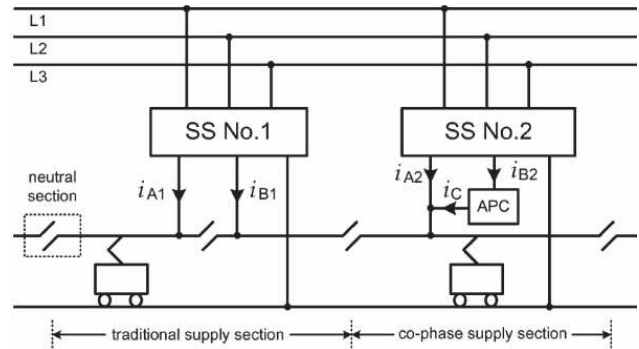 L1
L2
L3
SS No.1
SS No.2
neutral
section
iA1
iB1
iA2
iC
iB2
APC
traditional supply section
co-phase supply section